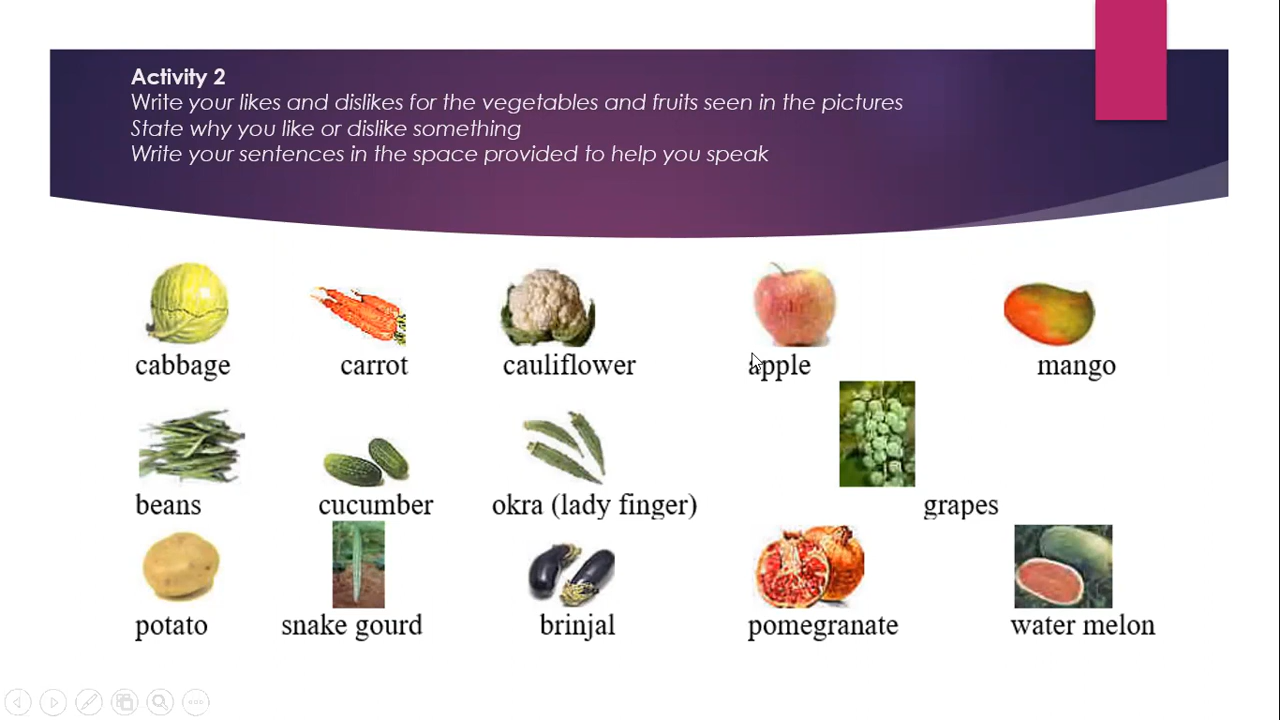 Activity 2
Write your likes and dislikes for the vegetables and fruits seen in the pictures
State why you like or dislike something
Write your sentences in the space provided to help you speak
cabbage carrot cauliflower apple mango
beans cucumber okra (lady finger) grapes
potato snake gourd brinjal pomegranate water melon